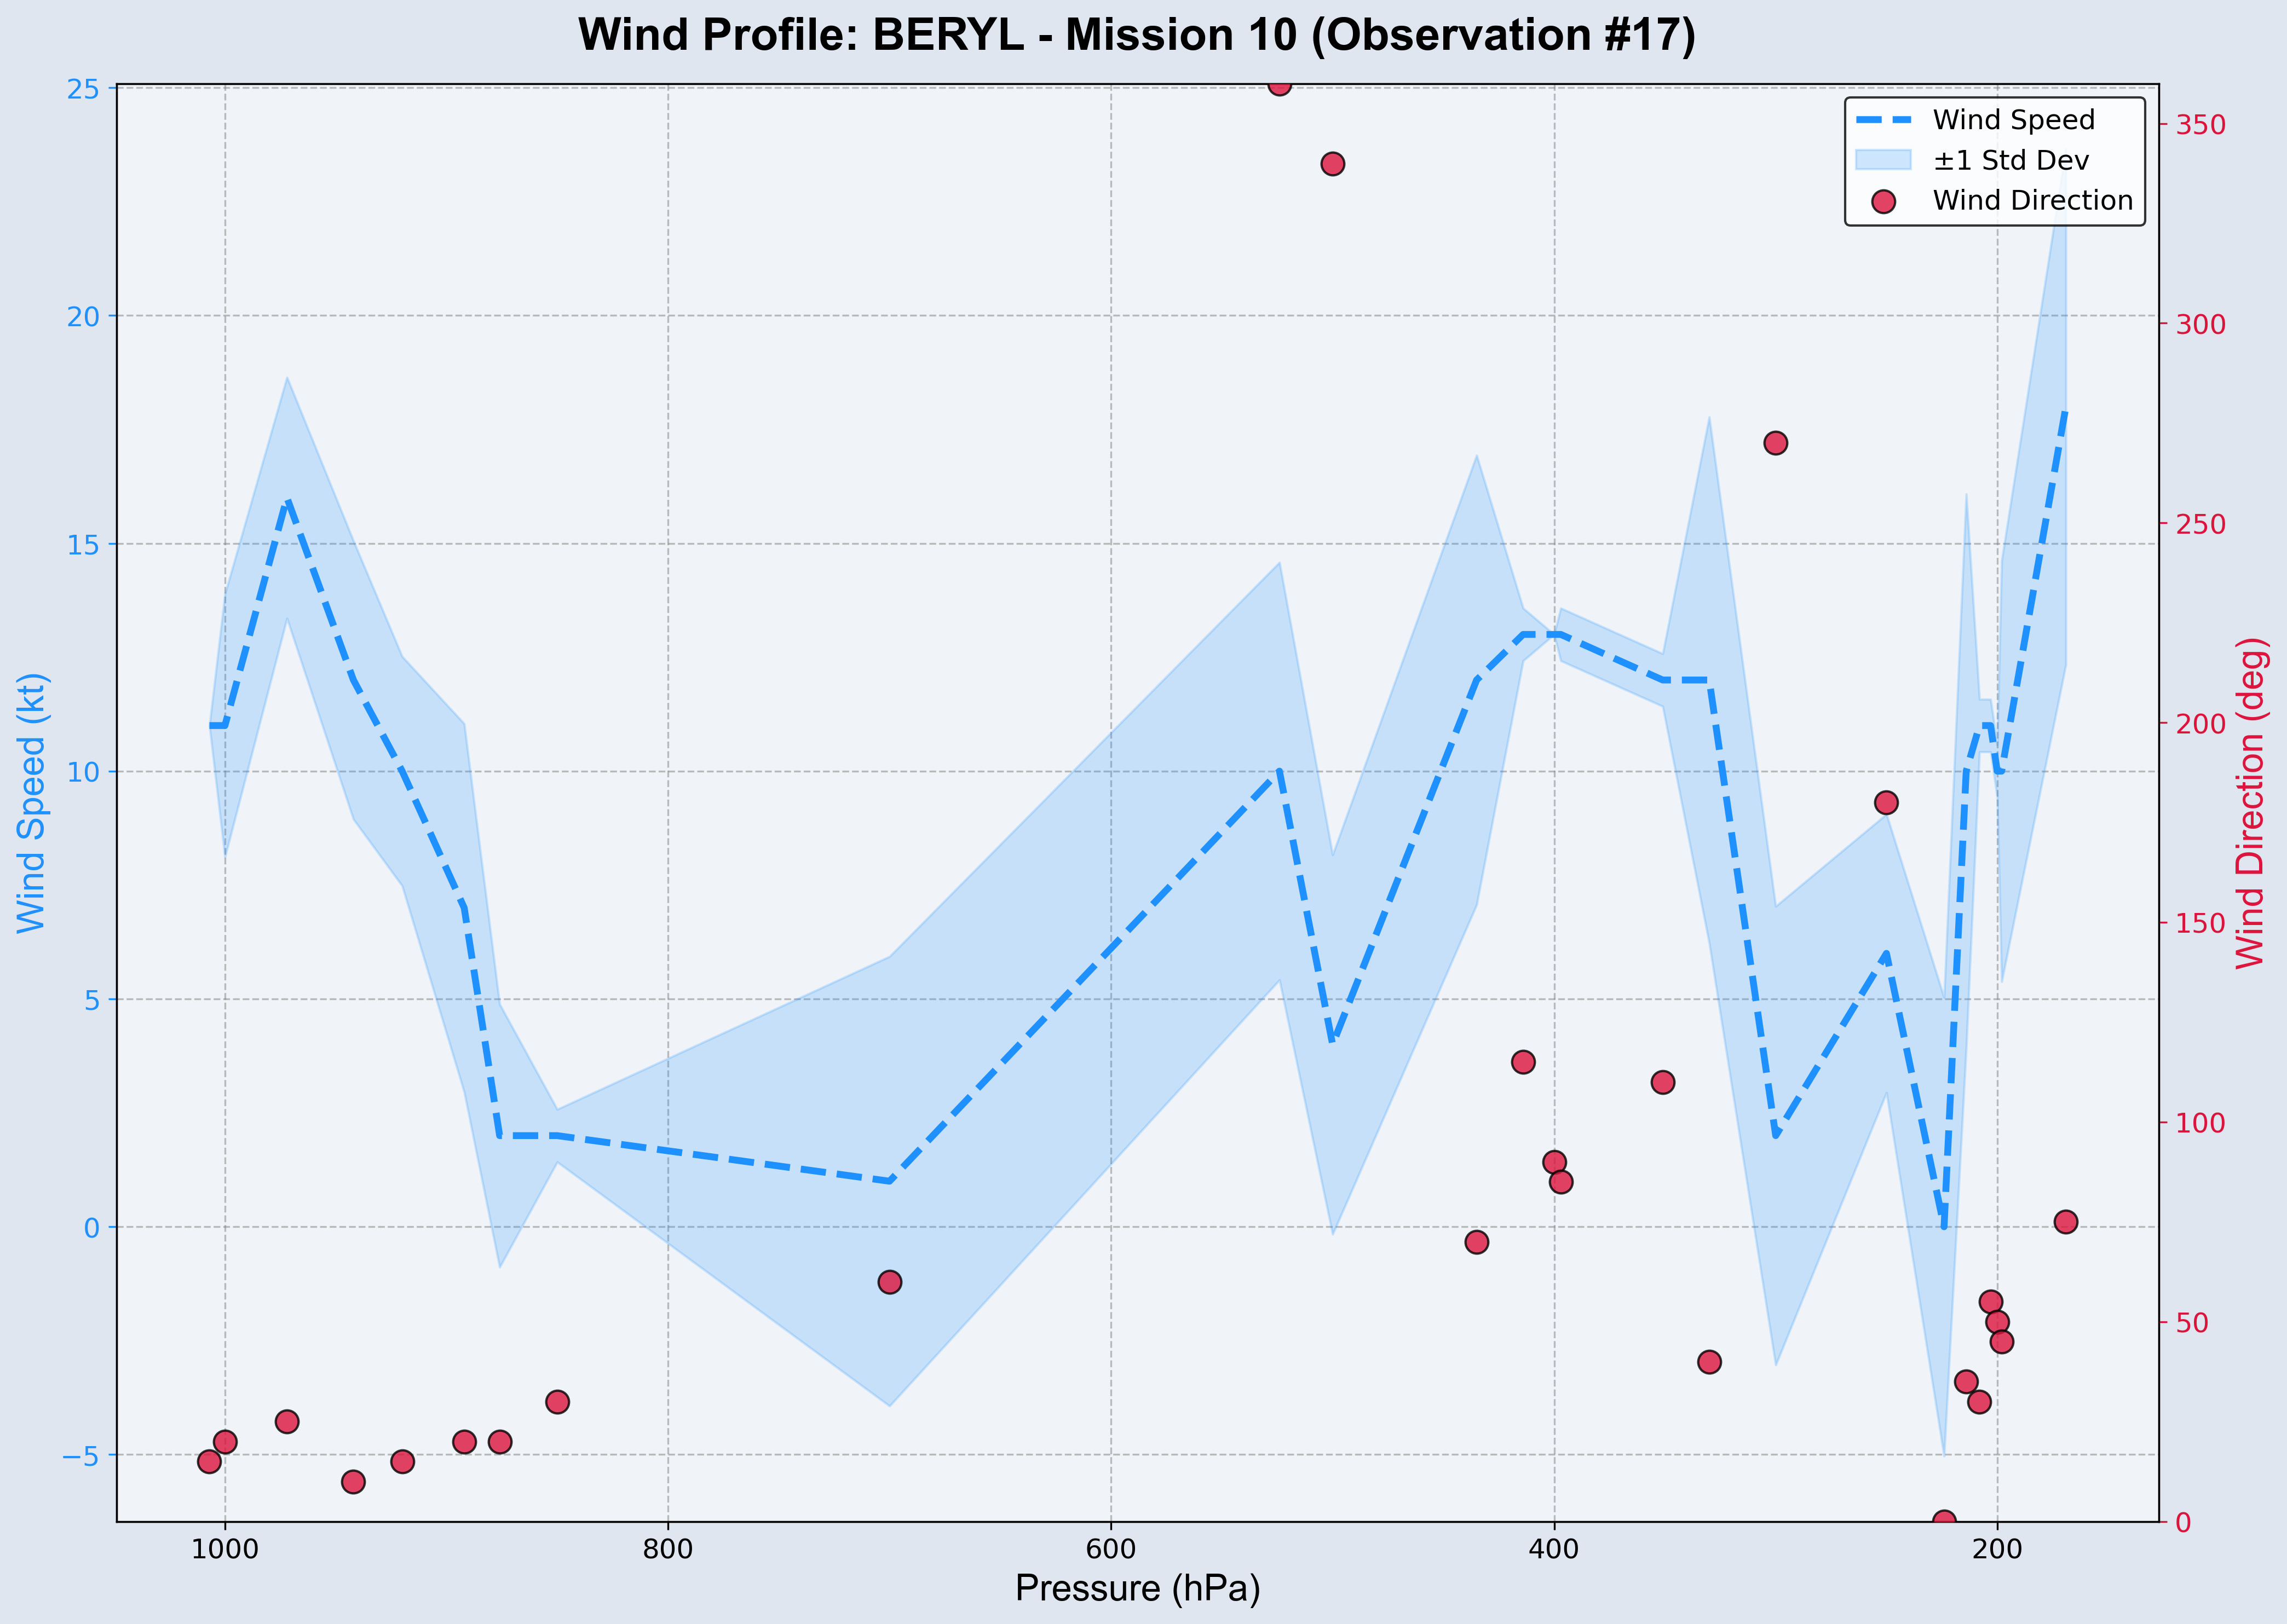 Wind Profile: BERYL - Mission 10 (Observation #17)
Wind Speed
±1 Std Dev
Wind Direction
25
20
15
10
5
0
−5
Wind Speed (kt)
350
300
250
200
150
100
50
0
Wind Direction (deg)
1000
800
600
400
200
Pressure (hPa)